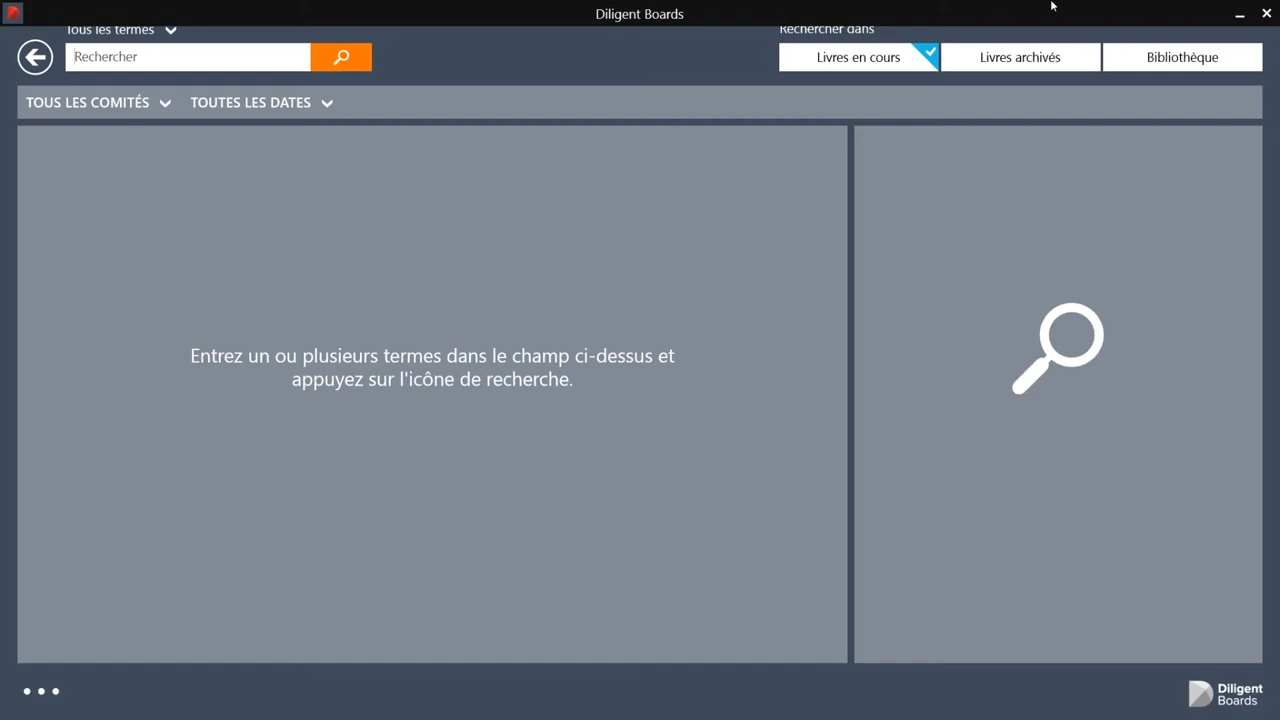 Diligent Boards
Tous les termes
Rechercher dans
Rechercher
Livres en cours
Livres archivés
Bibliothèque
TOUS LES COMITÉS
TOUTES LES DATES
Entrez un ou plusieurs termes dans le champ ci-dessus et
appuyez sur l'icône de recherche.
Diligent
Boards